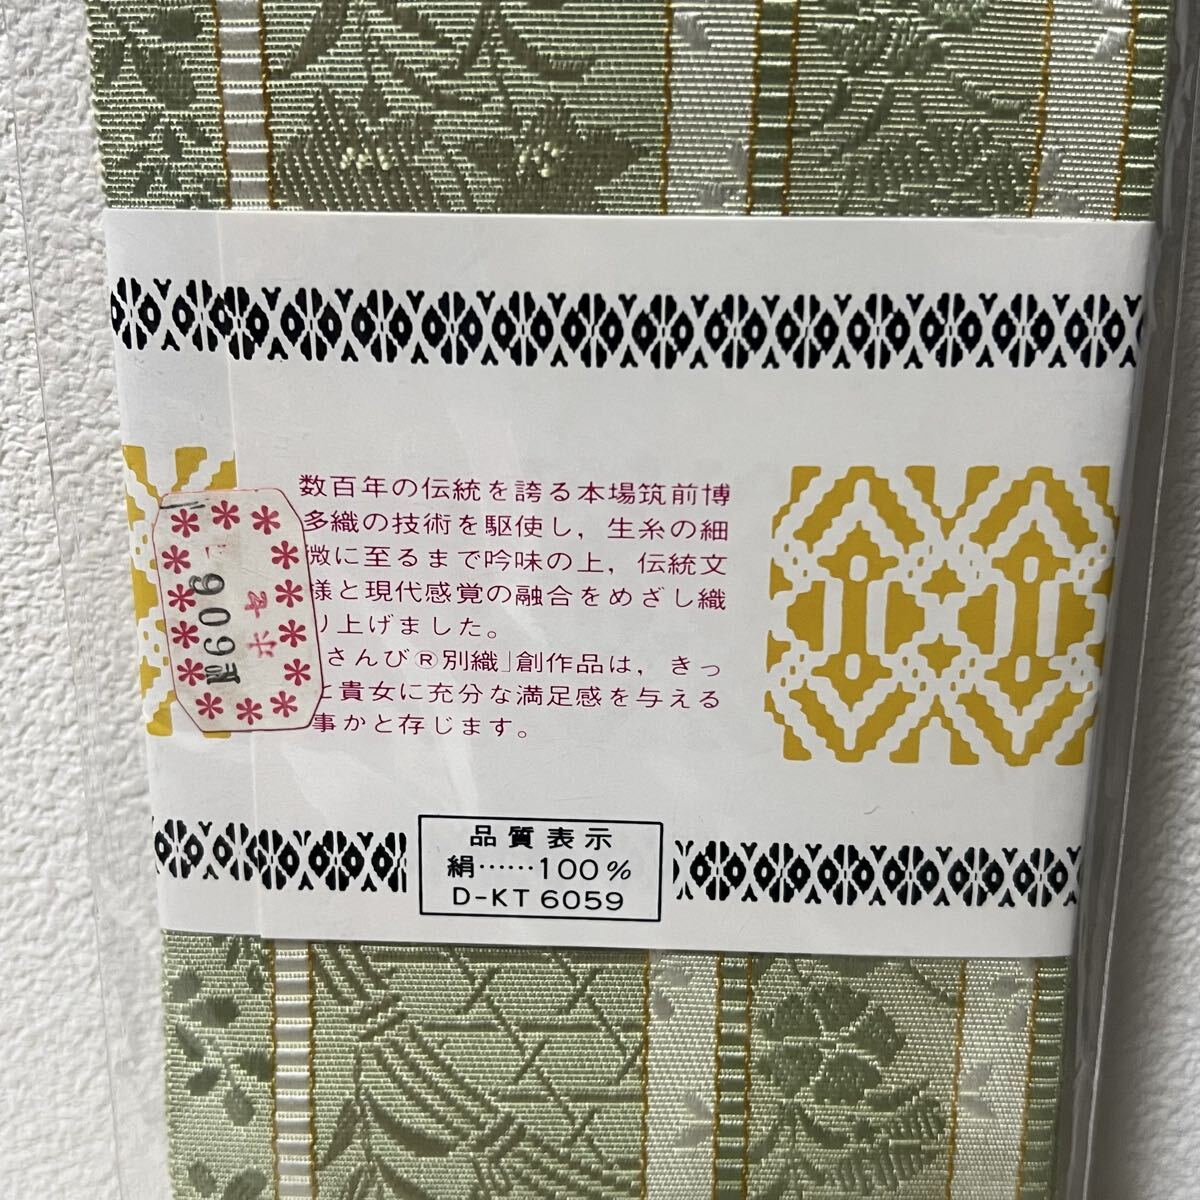 数百年の伝統を誇る本場筑前博
多織の技術を駆使し，生糸の細
微に至るまで吟味の上，伝統文
様と現代感覚の融合をめざし織
り上げました。
さんび®別織」創作品は，きっ
と貴女に充分な満足感を与える
事かと存じます。
№606
品質表示
絹……100%
D-KT 6059